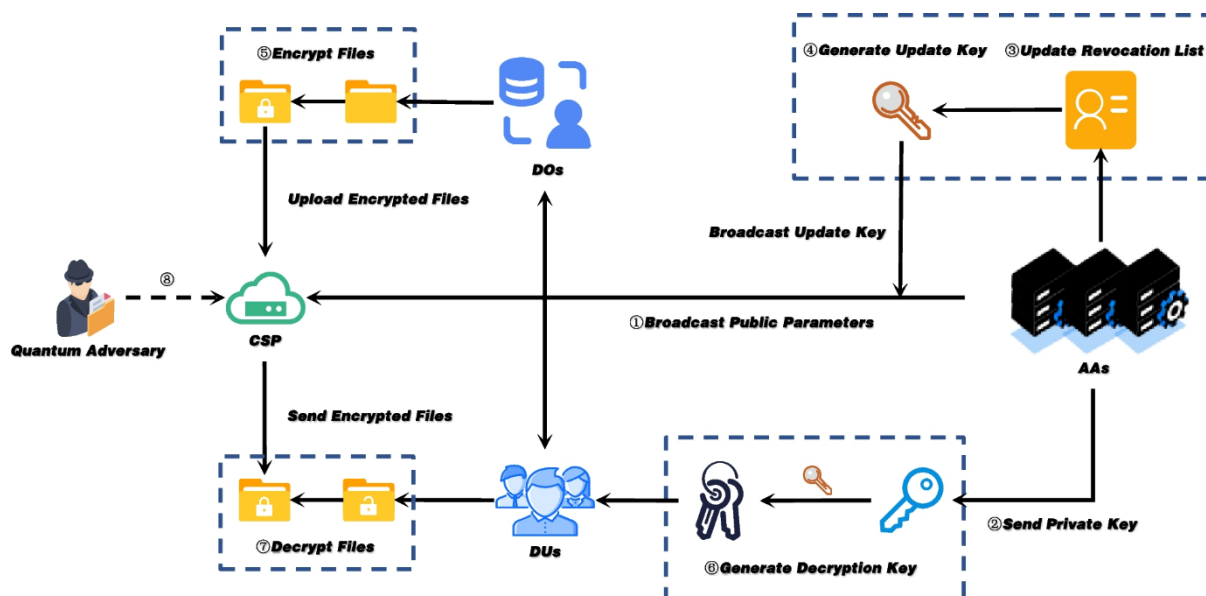 ⑤Encrypt Files
④Generate Update Key
③Update Revocation List
DOs
Upload Encrypted Files
Broadcast Update Key
⑧
①Broadcast Public Parameters
Quantum Adversary
CSP
AAs
Send Encrypted Files
②Send Private Key
⑦Decrypt Files
DUs
⑥Generate Decryption Key